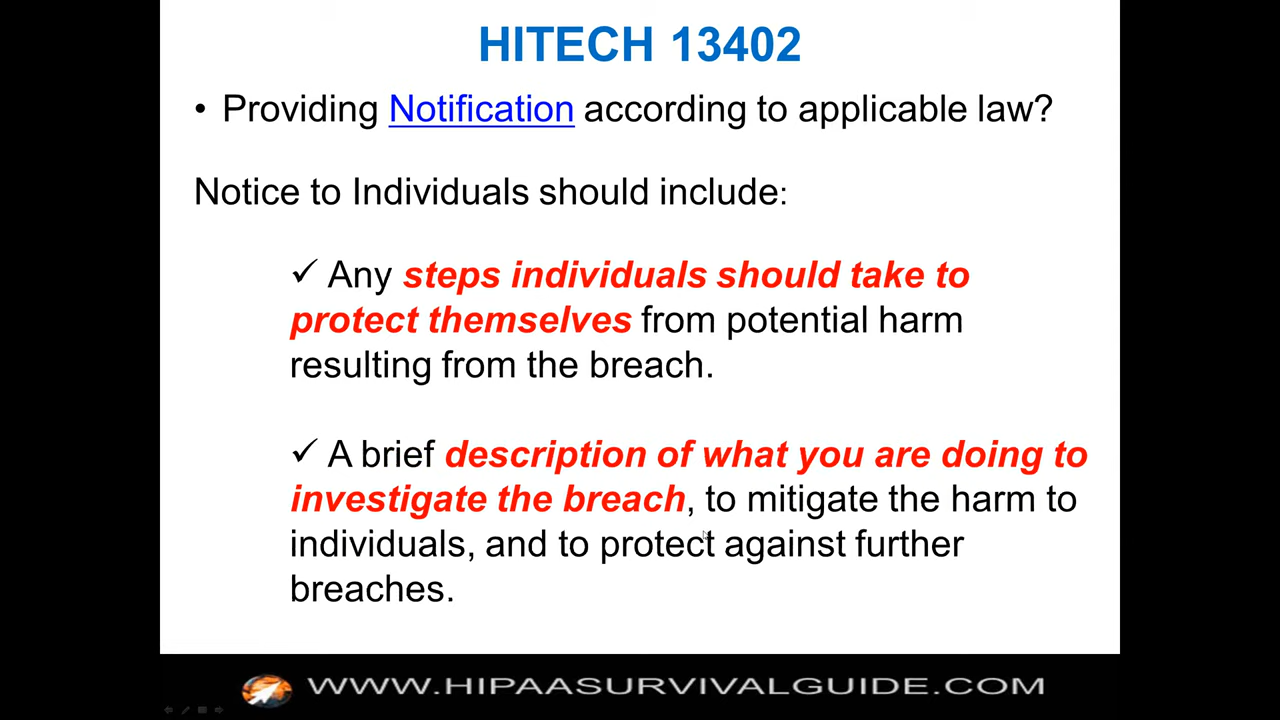 HITECH 13402
• Providing Notification according to applicable law?
Notice to Individuals should include:
✓ Any steps individuals should take to
protect themselves from potential harm
resulting from the breach.
✓ A brief description of what you are doing to
investigate the breach, to mitigate the harm to
individuals, and to protect against further
breaches.
WWW.HIPAASURVIVALGUIDE.COM